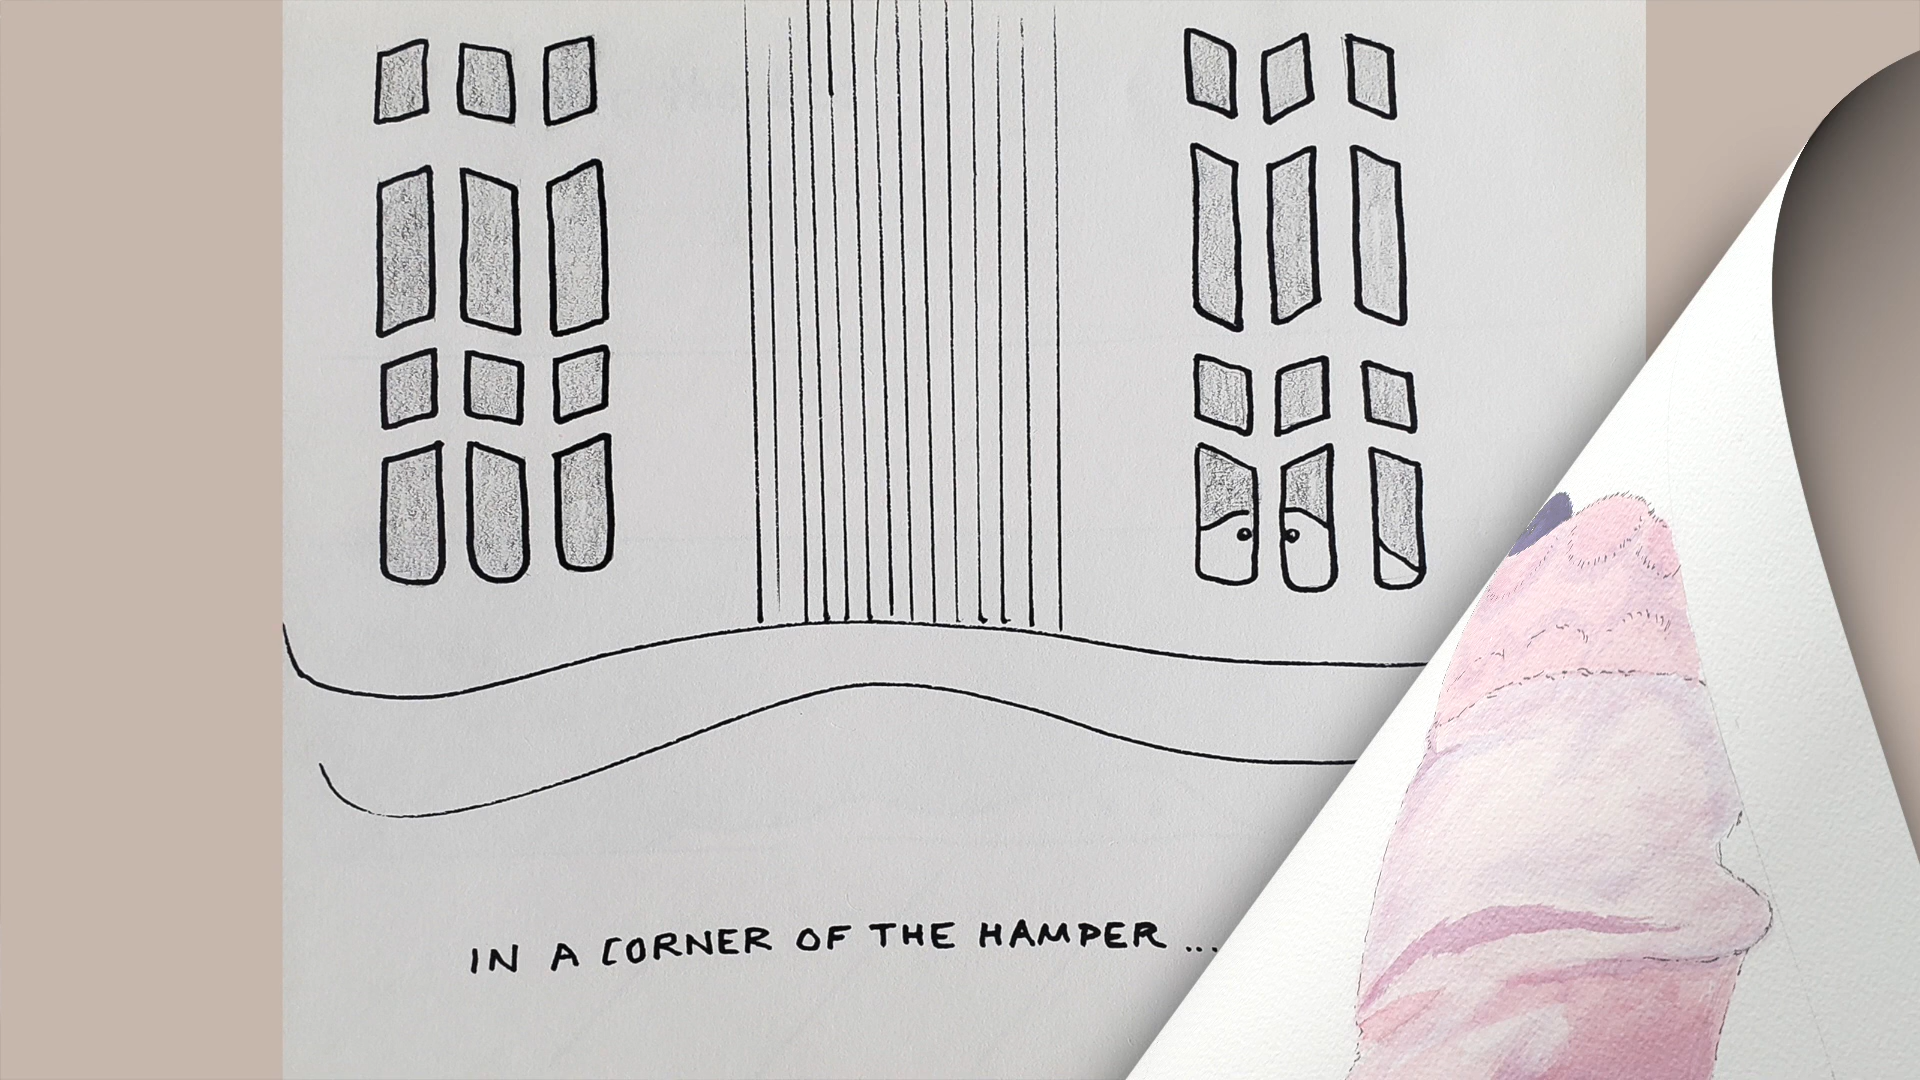 IN A CORNER OF THE HAMPER ...